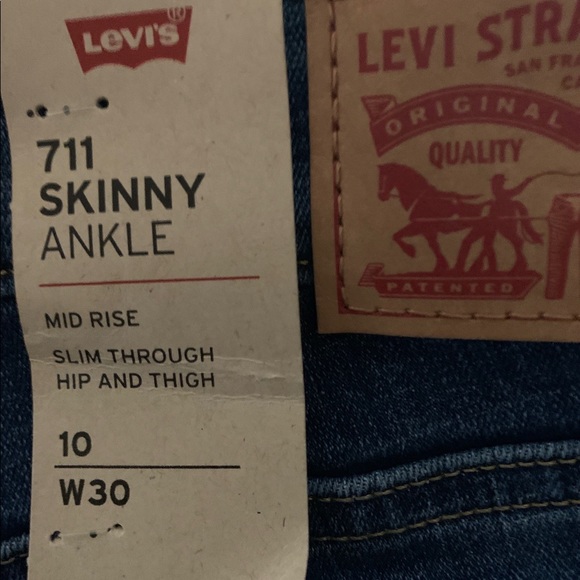 LEVI'S®
711
SKINNY
ANKLE
MID RISE
SLIM THROUGH
HIP AND THIGH
10
W30
LEVI STRA
SAN FRA
CA
ORIGINAL
QUALITY
PATENTED